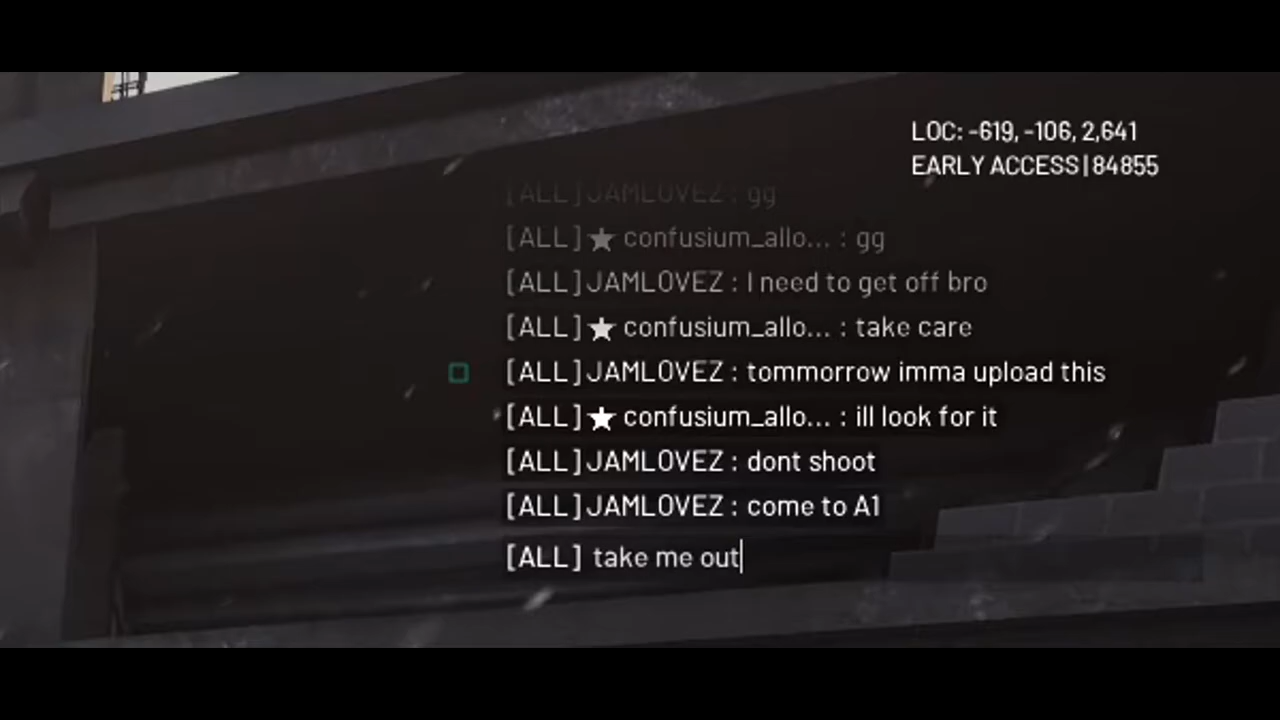 LOC: -619, -106, 2,641
EARLY ACCESS | 84855
[ALL] JAMLOVEZ : gg
[ALL] ★ confusium_allo... : gg
[ALL] JAMLOVEZ : I need to get off bro
[ALL] ★ confusium_allo... : take care
[ALL] JAMLOVEZ : tommorrow imma upload this
[ALL] ★ confusium_allo... : ill look for it
[ALL] JAMLOVEZ : dont shoot
[ALL] JAMLOVEZ : come to A1
[ALL] take me out